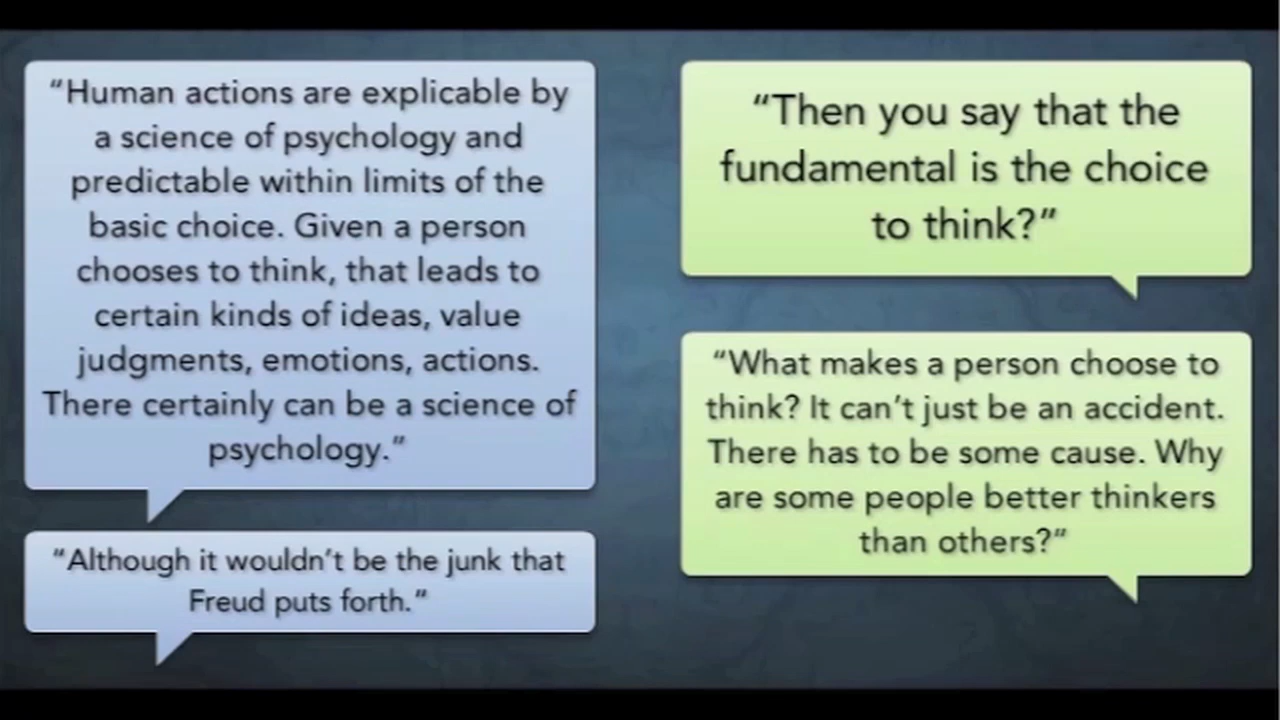 “Human actions are explicable by
a science of psychology and
predictable within limits of the
basic choice. Given a person
chooses to think, that leads to
certain kinds of ideas, value
judgments, emotions, actions.
There certainly can be a science of
psychology.”
“Although it wouldn’t be the junk that
Freud puts forth.”
“Then you say that the
fundamental is the choice
to think?”
“What makes a person choose to
think? It can’t just be an accident.
There has to be some cause. Why
are some people better thinkers
than others?”